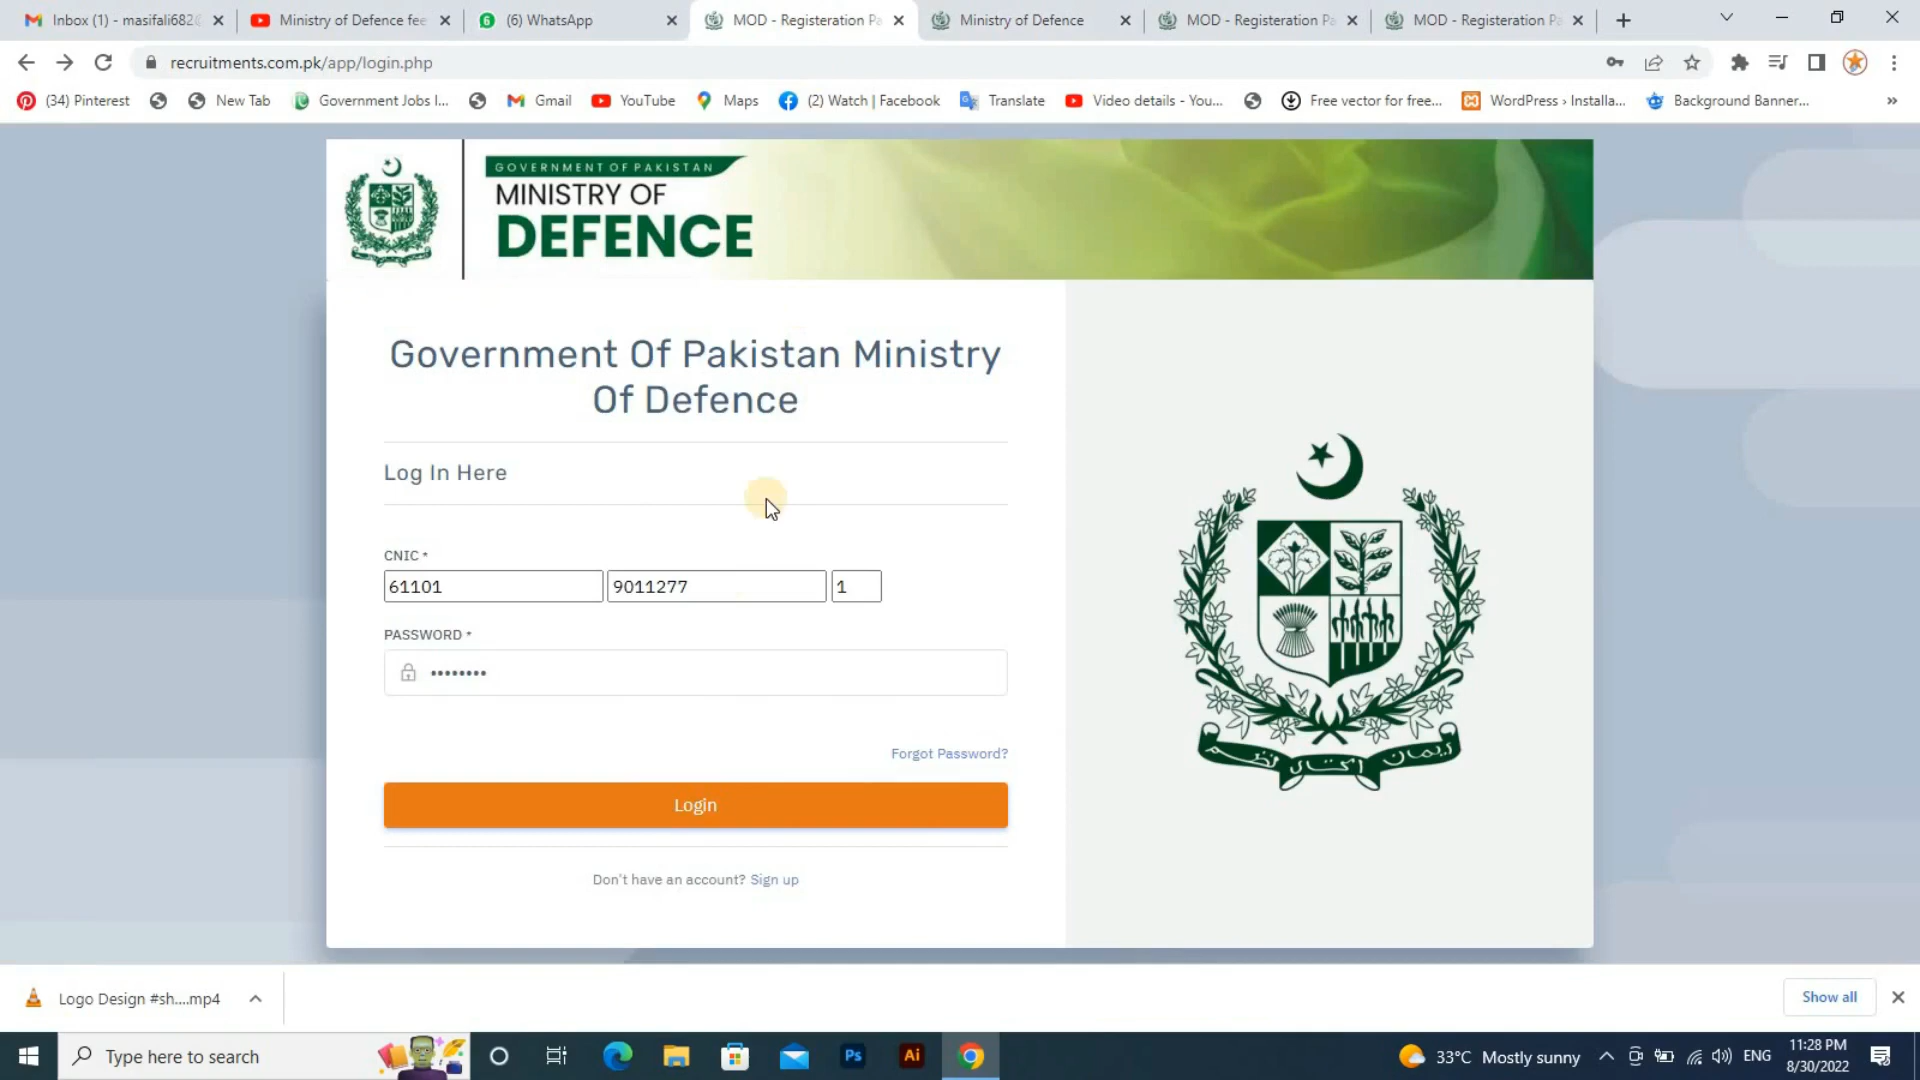 Inbox (1) - masifali682@
Ministry of Defence fee
(6) WhatsApp
MOD - Registeration Pa
Ministry of Defence
MOD - Registeration Pa
MOD - Registeration Pa
recruitments.com.pk/app/login.php
(34) Pinterest
New Tab
Government Jobs I...
Gmail
YouTube
Maps
(2) Watch | Facebook
Translate
Video details - You...
Free vector for free...
WordPress › Installa...
Background Banner...
»
GOVERNMENT OF PAKISTAN
MINISTRY OF
DEFENCE
Government Of Pakistan Ministry
Of Defence
Log In Here
CNIC *
61101 9011277 1
PASSWORD *
••••••••
Forgot Password?
Login
Don't have an account? Sign up
Logo Design #sh....mp4
Show all
Type here to search
Ps
Ai
33°C Mostly sunny
ENG
11:28 PM
8/30/2022